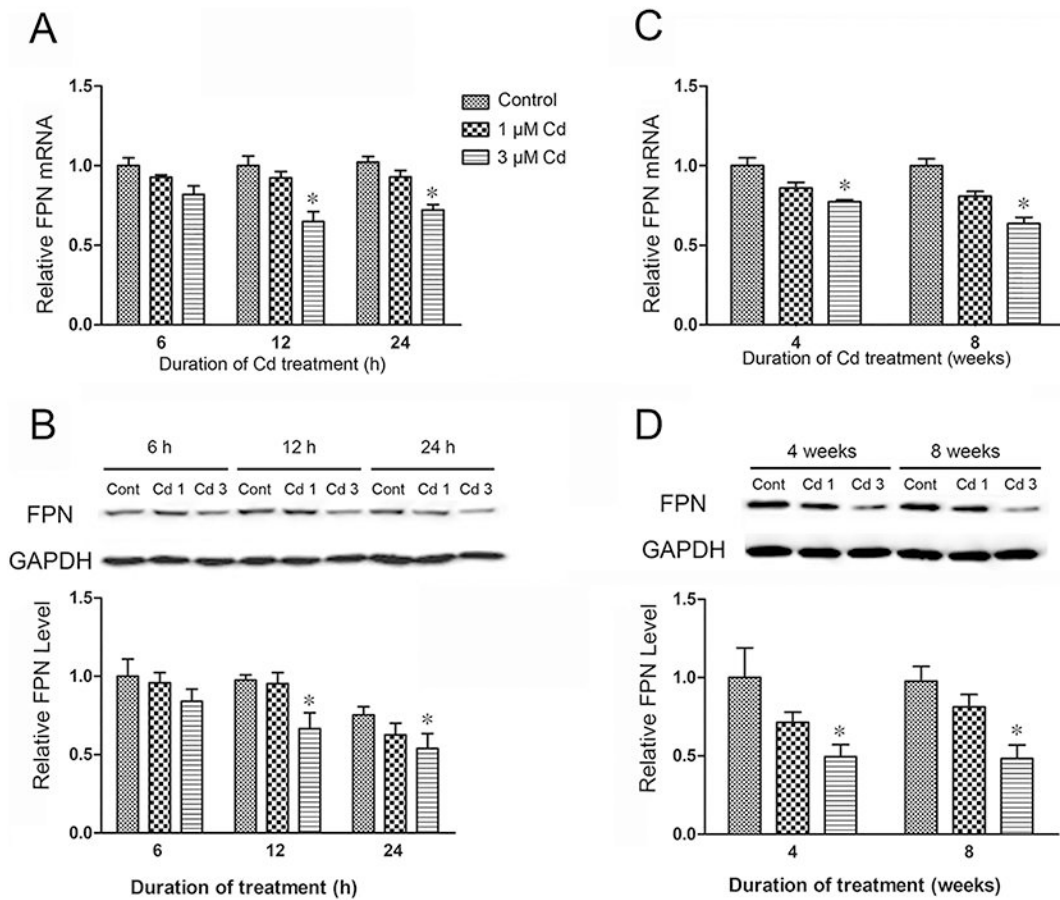 A
Relative FPN mRNA
1.5
1.0
0.5
0.0
*
*
6
12
24
Duration of Cd treatment (h)
Control
1 µM Cd
3 µM Cd
C
Relative FPN mRNA
1.5
1.0
0.5
0.0
*
*
4
8
Duration of Cd treatment (weeks)
B
6 h
12 h
24 h
Cont Cd 1 Cd 3 Cont Cd 1 Cd 3 Cont Cd 1 Cd 3
FPN
GAPDH
Relative FPN Level
1.5
1.0
0.5
0.0
*
*
6
12
24
Duration of treatment (h)
D
4 weeks
8 weeks
Cont Cd 1 Cd 3 Cont Cd 1 Cd 3
FPN
GAPDH
Relative FPN Level
1.5
1.0
0.5
0.0
*
*
4
8
Duration of treatment (weeks)